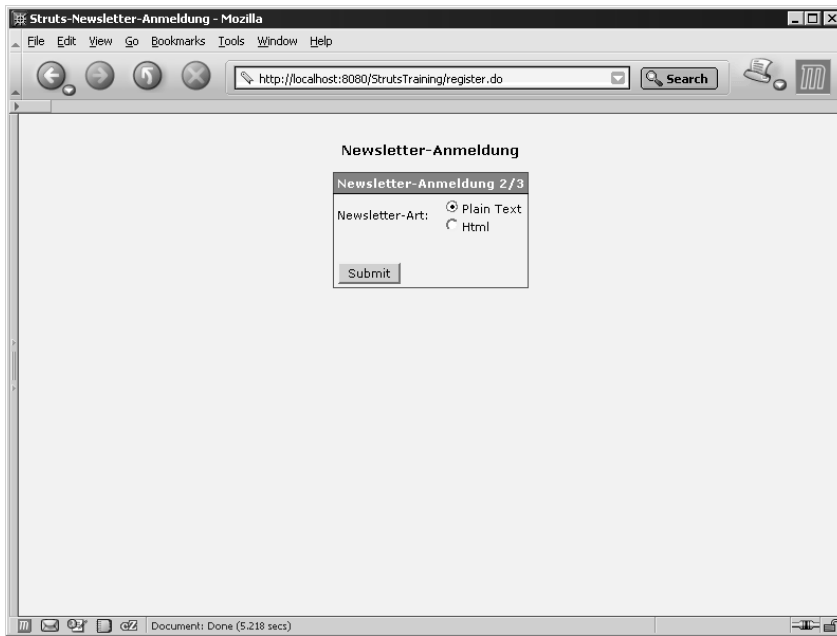 Struts-Newsletter-Anmeldung - Mozilla
File Edit View Go Bookmarks Tools Window Help
http://localhost:8080/StrutsTraining/register.do
Search
Newsletter-Anmeldung
Newsletter-Anmeldung 2/3
Newsletter-Art:
Plain Text
Html
Submit
Document: Done (5.218 secs)